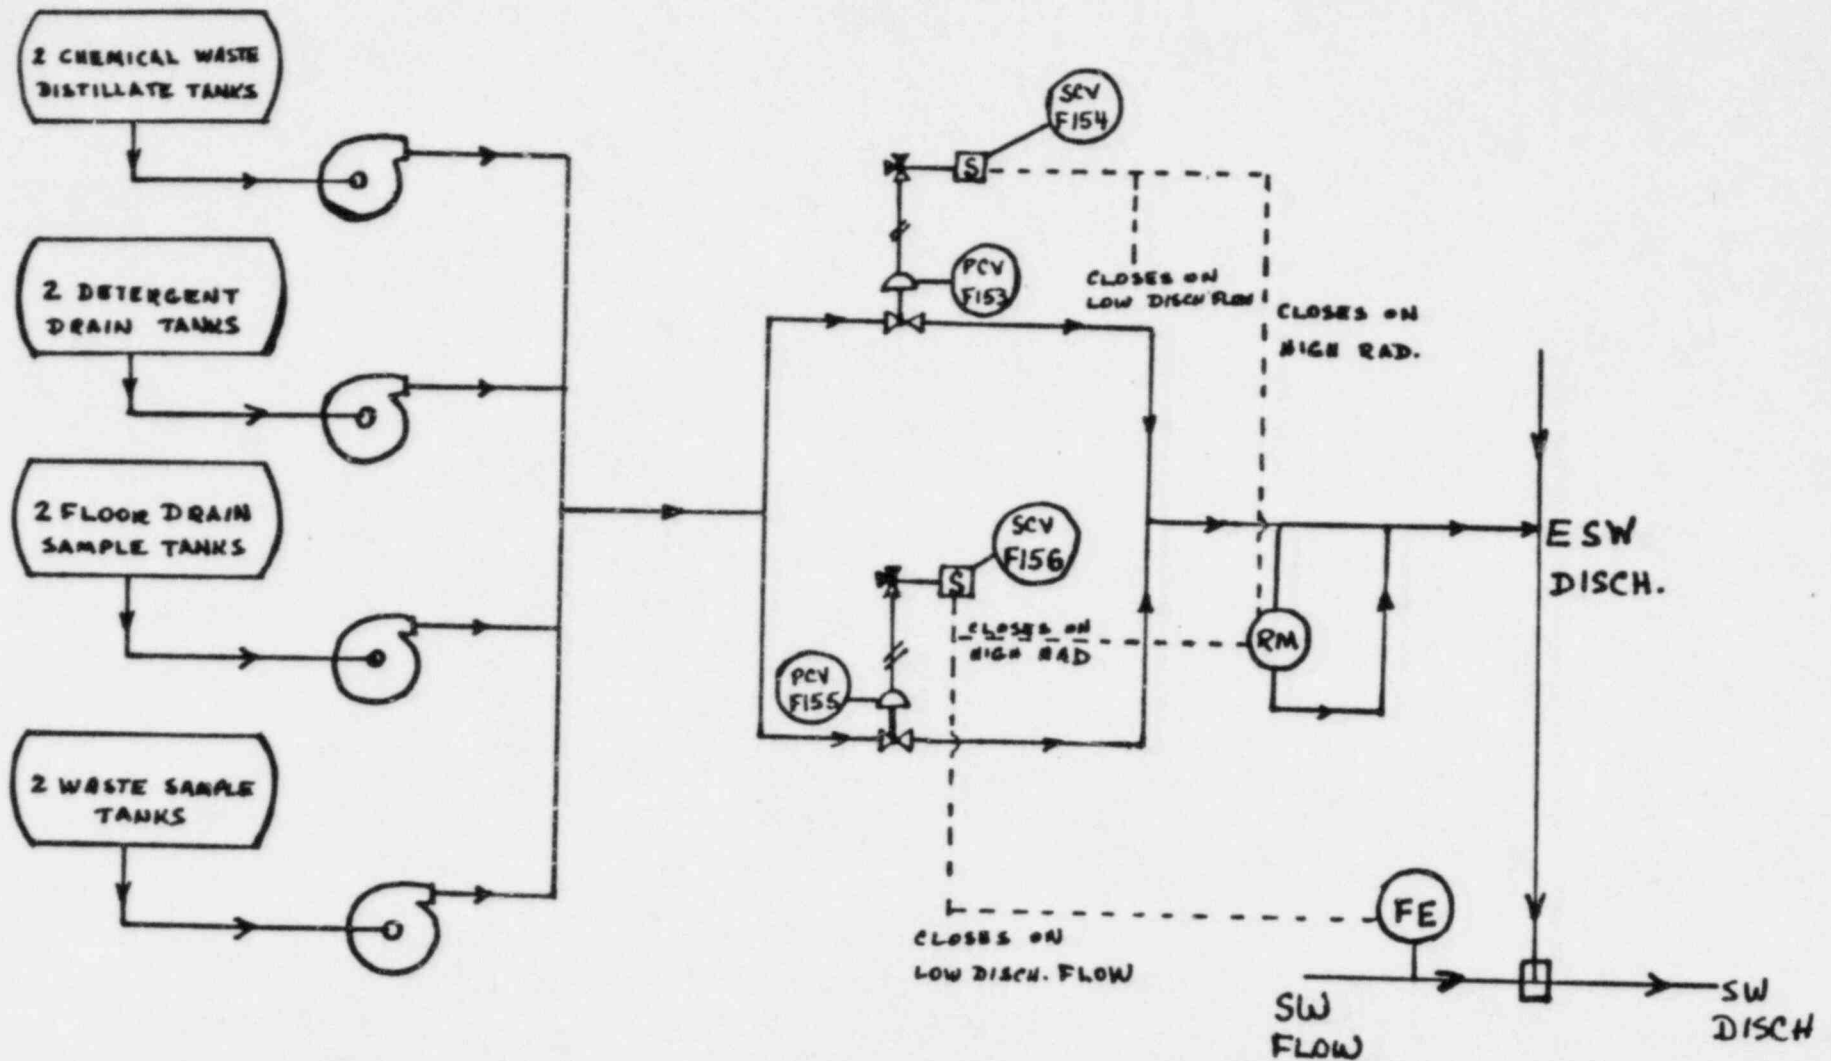 2 CHEMICAL WASTE
DISTILLATE TANKS
2 DETERGENT
DRAIN TANKS
2 FLOOR DRAIN
SAMPLE TANKS
2 WASTE SAMPLE
TANKS
SCV
F154
S
PCV
F153
CLOSES ON
LOW DISCH FLOW
CLOSES ON
HIGH RAD.
SCV
F156
S
CLOSES ON
HIGH RAD
PCV
F155
RM
ESW
DISCH.
FE
CLOSES ON
LOW DISCH. FLOW
SW
FLOW
SW
DISCH